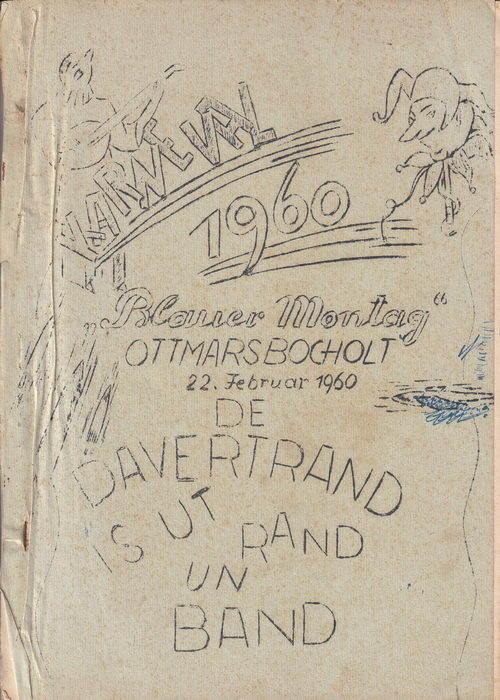 KARNEVAL
1960
„Blauer Montag“
OTTMARSBOCHOLT
22. Februar 1960
DE
DAVERTRAND
IS UT RAND
UN
BAND